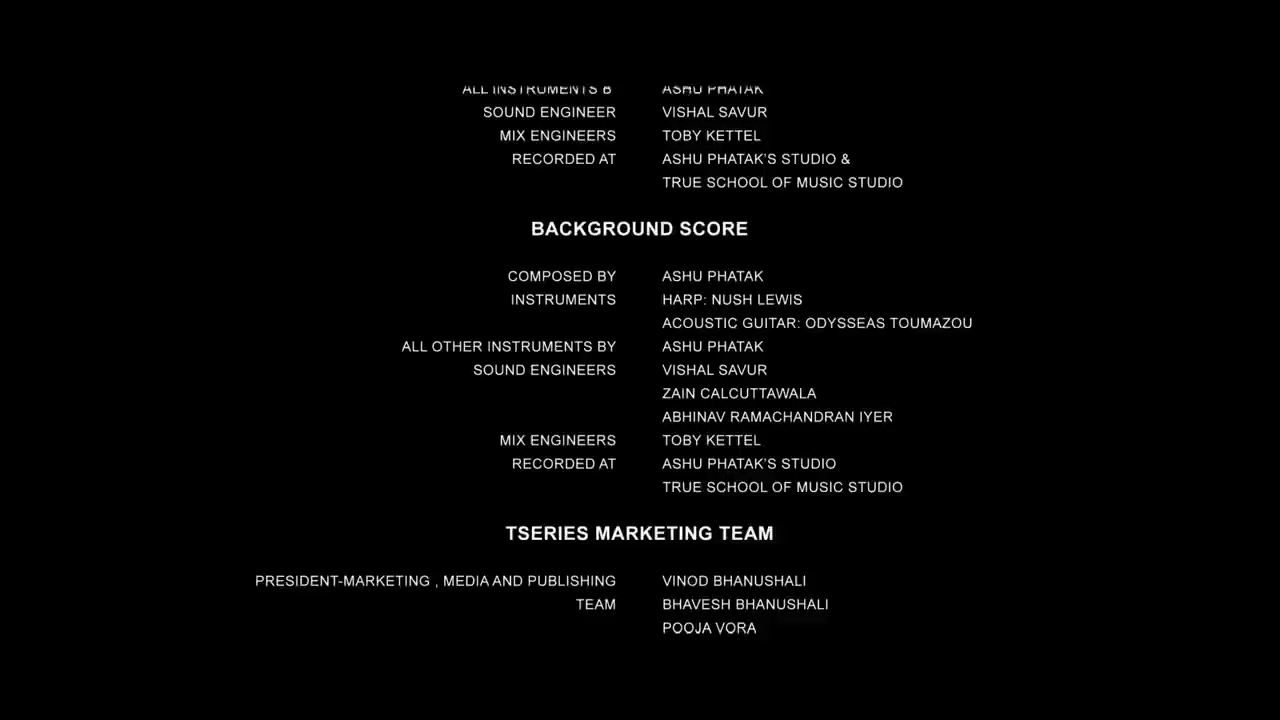 ALL INSTRUMENTS B ASHU PHATAK
SOUND ENGINEER VISHAL SAVUR
MIX ENGINEERS TOBY KETTEL
RECORDED AT ASHU PHATAK'S STUDIO &
TRUE SCHOOL OF MUSIC STUDIO
BACKGROUND SCORE
COMPOSED BY ASHU PHATAK
INSTRUMENTS HARP: NUSH LEWIS
ACOUSTIC GUITAR: ODYSSEAS TOUMAZOU
ALL OTHER INSTRUMENTS BY ASHU PHATAK
SOUND ENGINEERS VISHAL SAVUR
ZAIN CALCUTTAWALA
ABHINAV RAMACHANDRAN IYER
MIX ENGINEERS TOBY KETTEL
RECORDED AT ASHU PHATAK'S STUDIO
TRUE SCHOOL OF MUSIC STUDIO
TSERIES MARKETING TEAM
PRESIDENT-MARKETING , MEDIA AND PUBLISHING VINOD BHANUSHALI
TEAM BHAVESH BHANUSHALI
POOJA VORA